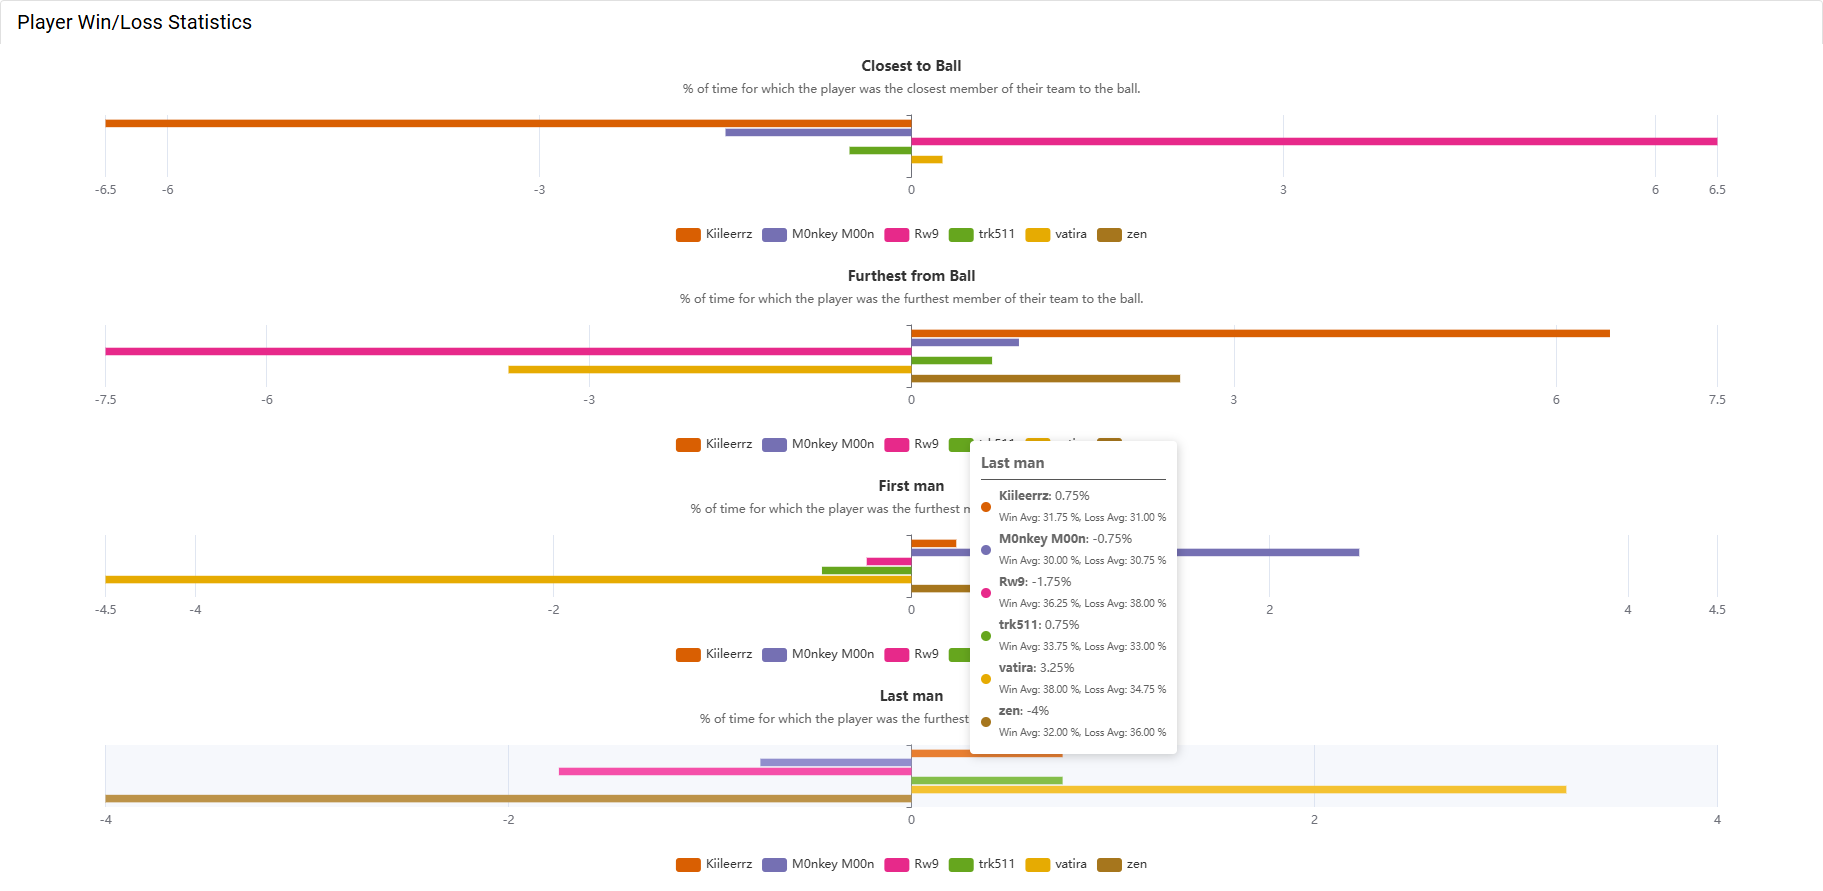 Player Win/Loss Statistics
Closest to Ball
% of time for which the player was the closest member of their team to the ball.
-6.5 -6 -3 0 3 6 6.5
Kiileerrz M0nkey M00n Rw9 trk511 vatira zen
Furthest from Ball
% of time for which the player was the furthest member of their team to the ball.
-7.5 -6 -3 0 3 6 7.5
Kiileerrz M0nkey M00n Rw9
First man
% of time for which the player was the furthest
-4.5 -4 -2 0 2 4 4.5
Kiileerrz M0nkey M00n Rw9
Last man
Kiileerrz: 0.75%
Win Avg: 31.75 %, Loss Avg: 31.00 %
M0nkey M00n: -0.75%
Win Avg: 30.00 %, Loss Avg: 30.75 %
Rw9: -1.75%
Win Avg: 36.25 %, Loss Avg: 38.00 %
trk511: 0.75%
Win Avg: 33.75 %, Loss Avg: 33.00 %
vatira: 3.25%
Win Avg: 38.00 %, Loss Avg: 34.75 %
zen: -4%
Win Avg: 32.00 %, Loss Avg: 36.00 %
Last man
% of time for which the player was the furthest
-4 -2 0 2 4
Kiileerrz M0nkey M00n Rw9 trk511 vatira zen